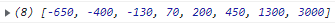 ▸ (8) [-650, -400, -130, 70, 200, 450, 1300, 3000]